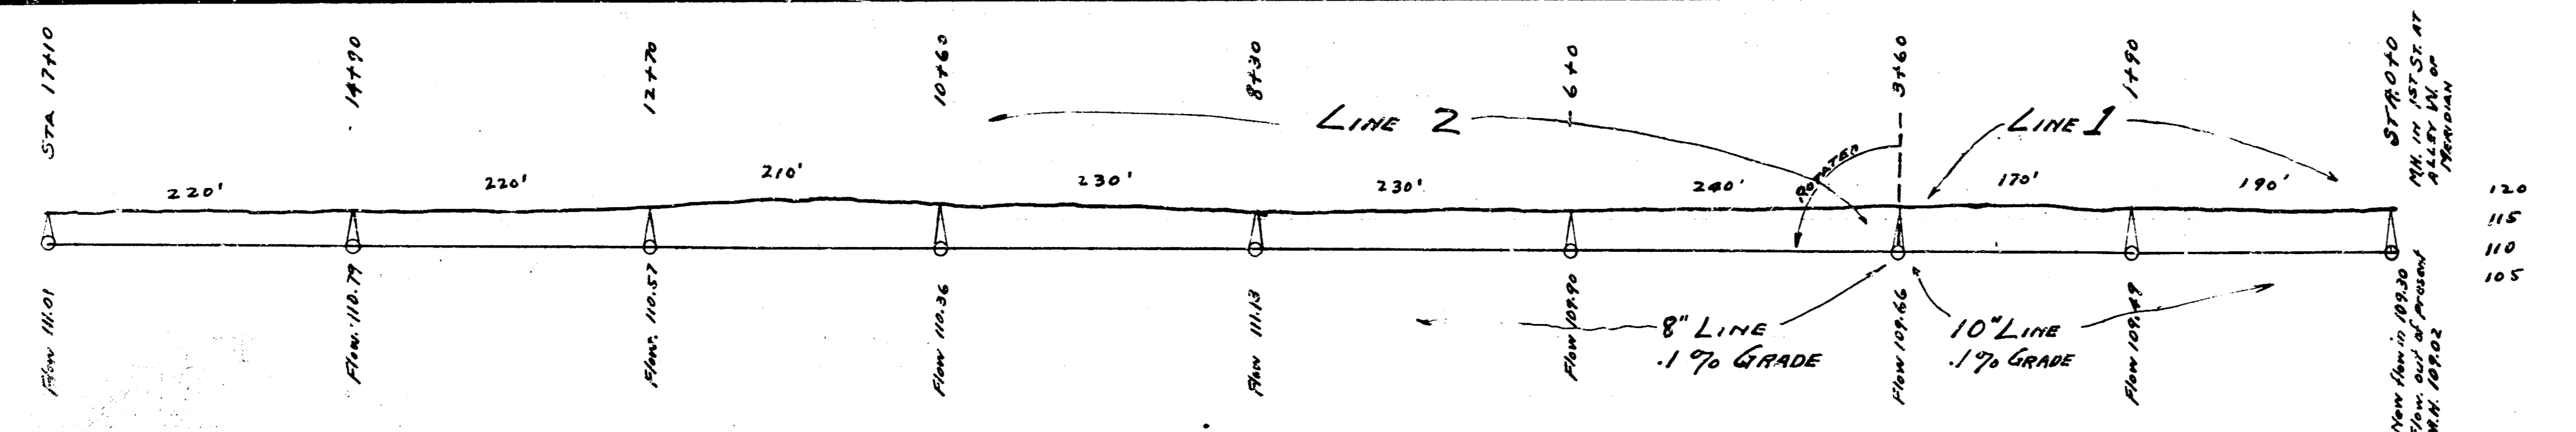 STA 17+10
14+90
12+70
10+60
8+30
6+0
3+60
1+90
STA. 0+0
M.H. IN 1ST ST. AT
ALLEY W. OF
MERIDIAN
LINE 2
LINE 1
ROTATED
220'
220'
210'
230'
230'
240'
170'
190'
120
115
110
105
Flow 111.01
Flow. 110.79
Flow. 110.57
Flow 110.36
Flow 111.13
Flow 109.90
Flow 109.66
Flow 109.49
New flow in 109.30
Flow. out of present
M.H. 109.02
8" LINE
.1% GRADE
10" LINE
.1% GRADE